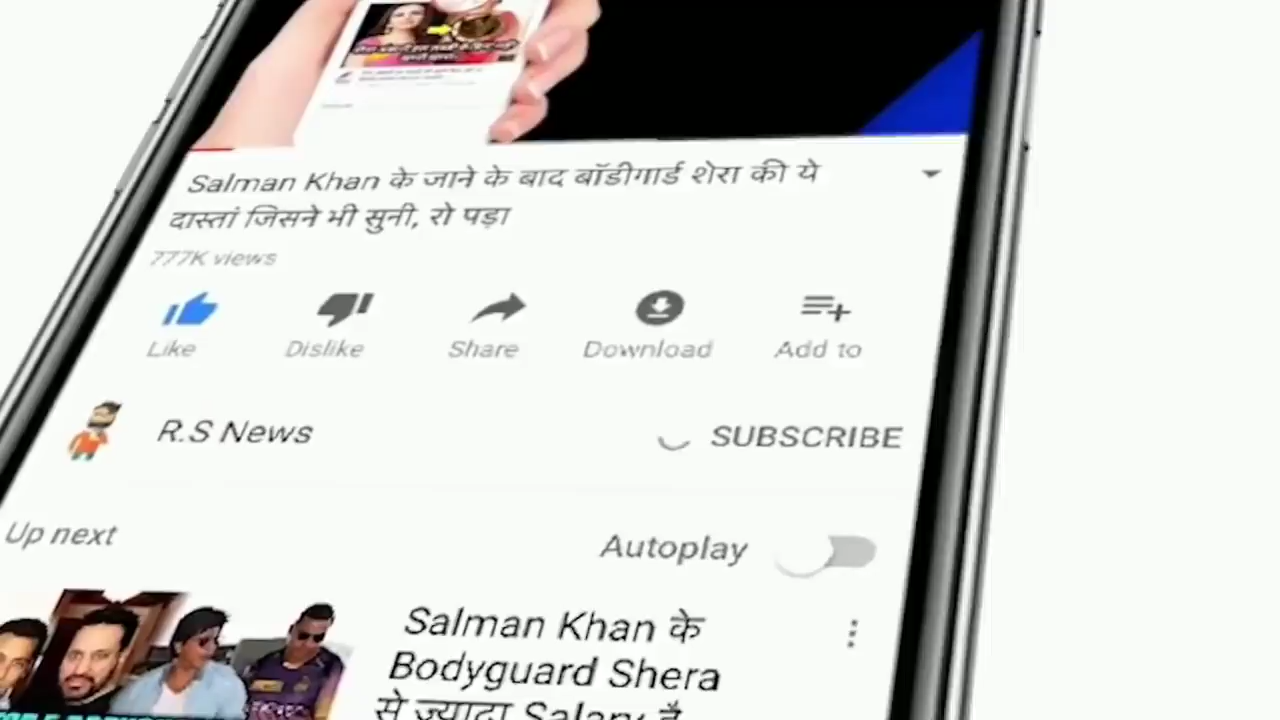 Salman Khan के जाने के बाद बॉडीगार्ड शेरा की ये
दास्तां जिसने भी सुनी, रो पड़ा
777K views
Like Dislike Share Download Add to
R.S News SUBSCRIBE
Up next Autoplay
Salman Khan के
Bodyguard Shera
से ज्यादा Salary है